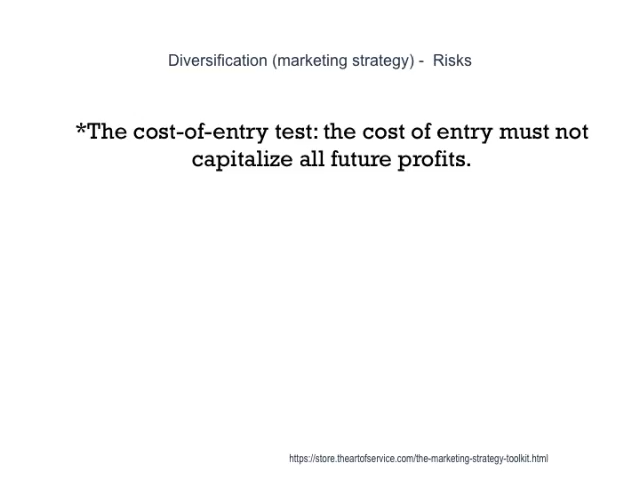 Diversification (marketing strategy) -  Risks
*The cost-of-entry test: the cost of entry must not
capitalize all future profits.
https://store.theartofservice.com/the-marketing-strategy-toolkit.html